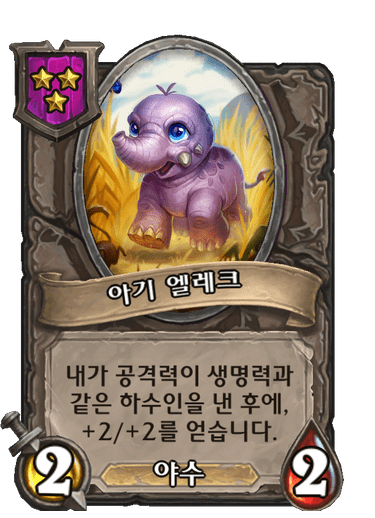 아기 엘레크
내가 공격력이 생명력과
같은 하수인을 낸 후에,
+2/+2를 얻습니다.
2
야수
2